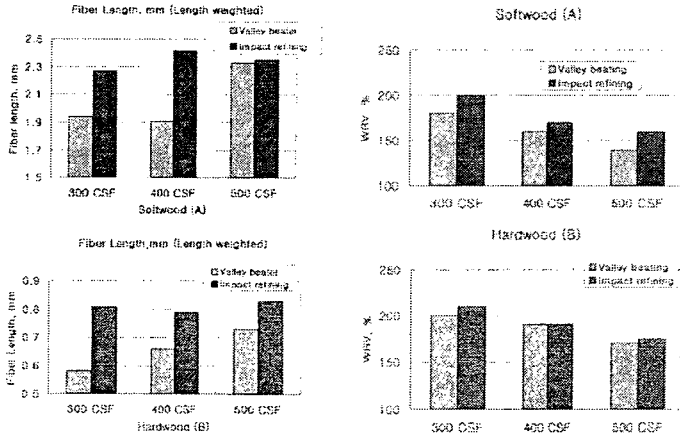 Fiber Length, mm (Length weighted)
Valley beater
Impact refining
Fiber length, mm
2.5
2.3
2.1
1.9
1.7
1.5
300 CSF 400 CSF 500 CSF
Softwood (A)
Softwood (A)
Valley beating
Impact refining
WRV, %
250
200
150
100
300 CSF 400 CSF 500 CSF
Fiber Length,mm (Length weighted)
Valley beater
Impact refining
Fiber Length, mm
0.9
0.8
0.7
0.6
0.5
300 CSF 400 CSF 500 CSF
Hardwood (B)
Hardwood (B)
Valley beating
Impact refining
WRV, %
250
200
150
100
300 CSF 400 CSF 500 CSF